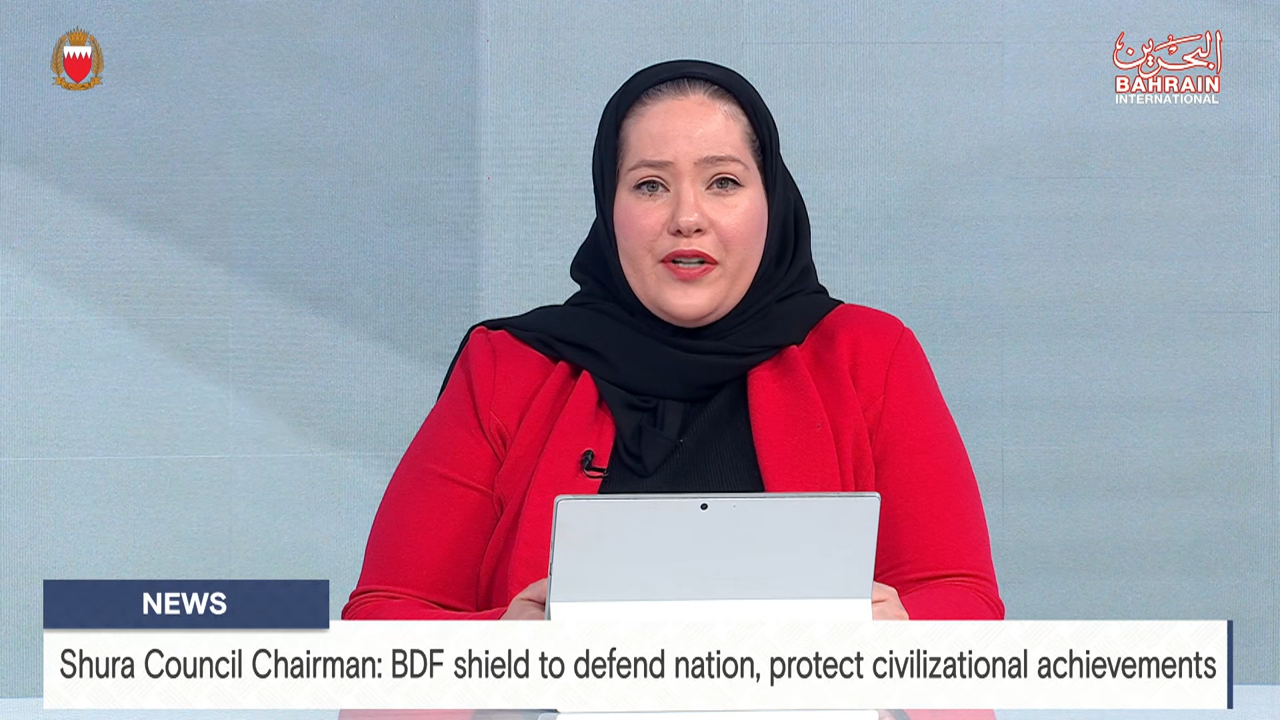 البحرين
BAHRAIN
INTERNATIONAL
NEWS
Shura Council Chairman: BDF shield to defend nation, protect civilizational achievements